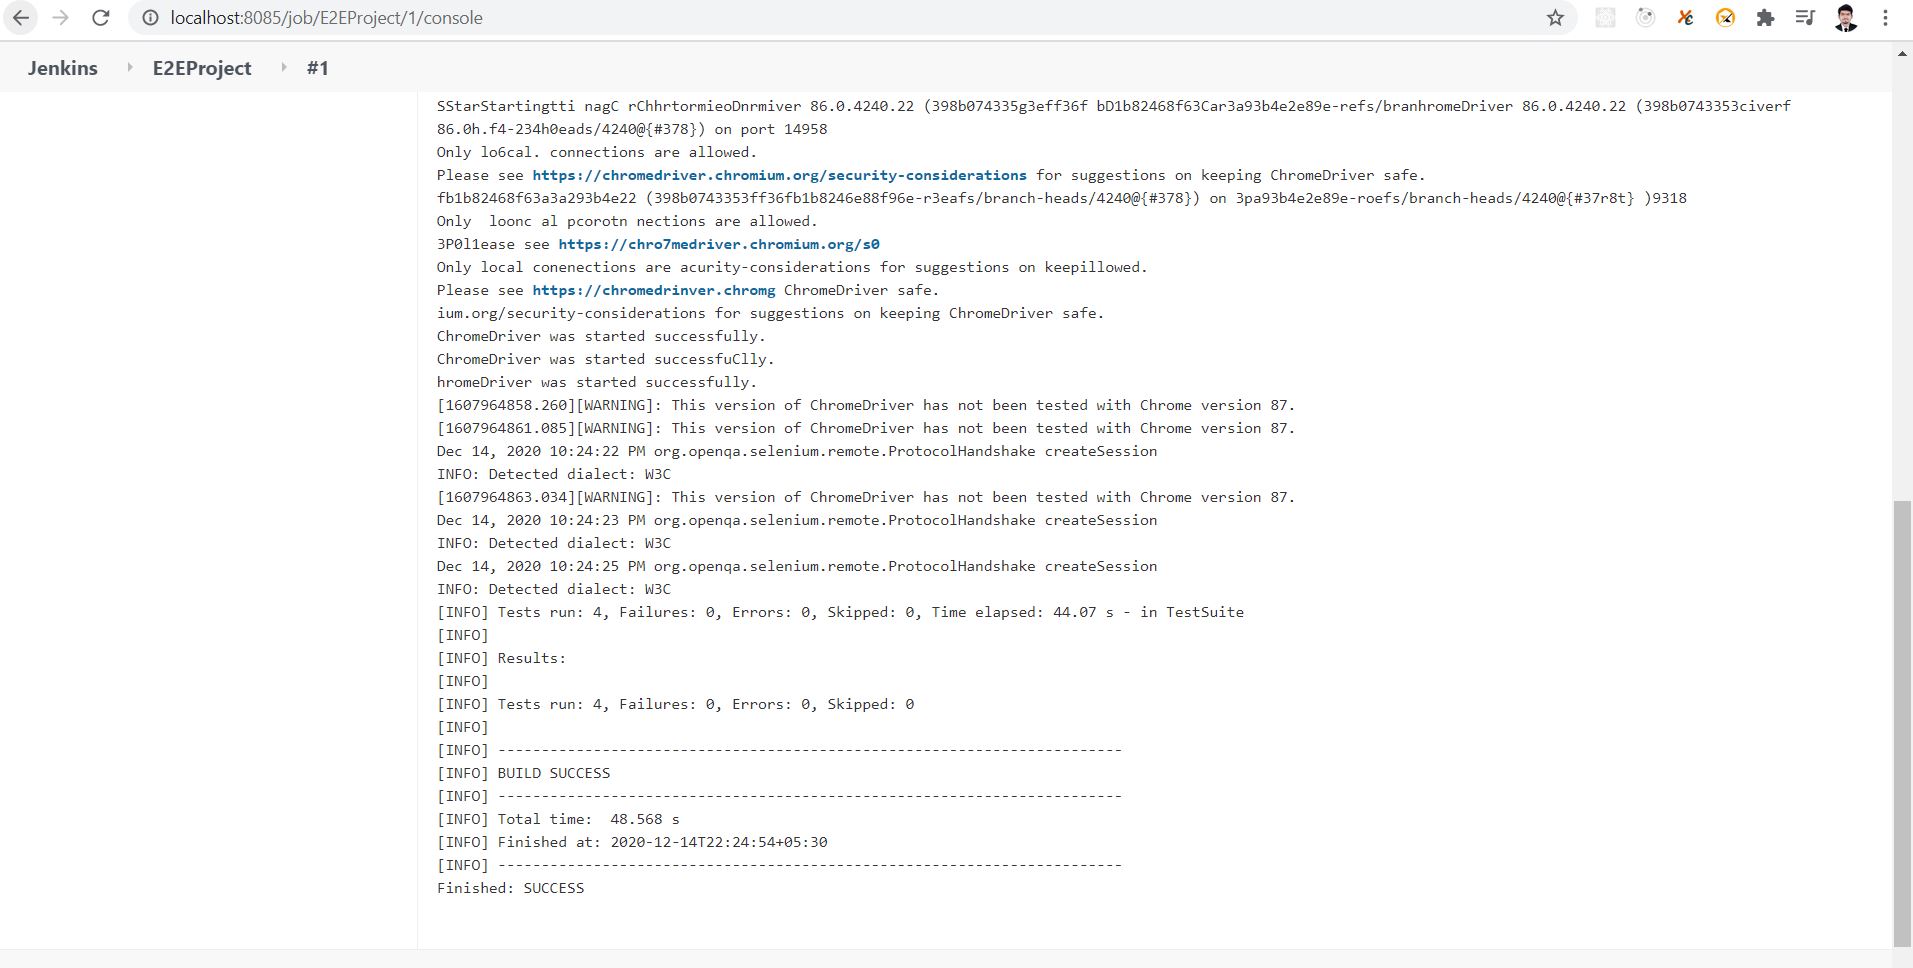 localhost:8085/job/E2EProject/1/console
Jenkins E2EProject #1
SStarStartingtti nagC rChhrtormieoDnrmiver 86.0.4240.22 (398b074335g3eff36f bD1b82468f63Car3a93b4e2e89e-refs/branhromeDriver 86.0.4240.22 (398b0743353civerf
86.0h.f4-234h0eads/4240@{#378}) on port 14958
Only lo6cal. connections are allowed.
Please see https://chromedriver.chromium.org/security-considerations for suggestions on keeping ChromeDriver safe.
fb1b82468f63a3a293b4e22 (398b0743353ff36fb1b8246e88f96e-r3eafs/branch-heads/4240@{#378}) on 3pa93b4e2e89e-roefs/branch-heads/4240@{#37r8t} )9318
Only  loonc al pcorotn nections are allowed.
3P0l1ease see https://chro7medriver.chromium.org/s0
Only local conenections are acurity-considerations for suggestions on keepillowed.
Please see https://chromedrinver.chromg ChromeDriver safe.
ium.org/security-considerations for suggestions on keeping ChromeDriver safe.
ChromeDriver was started successfully.
ChromeDriver was started successfuClly.
hromeDriver was started successfully.
[1607964858.260][WARNING]: This version of ChromeDriver has not been tested with Chrome version 87.
[1607964861.085][WARNING]: This version of ChromeDriver has not been tested with Chrome version 87.
Dec 14, 2020 10:24:22 PM org.openqa.selenium.remote.ProtocolHandshake createSession
INFO: Detected dialect: W3C
[1607964863.034][WARNING]: This version of ChromeDriver has not been tested with Chrome version 87.
Dec 14, 2020 10:24:23 PM org.openqa.selenium.remote.ProtocolHandshake createSession
INFO: Detected dialect: W3C
Dec 14, 2020 10:24:25 PM org.openqa.selenium.remote.ProtocolHandshake createSession
INFO: Detected dialect: W3C
[INFO] Tests run: 4, Failures: 0, Errors: 0, Skipped: 0, Time elapsed: 44.07 s - in TestSuite
[INFO]
[INFO] Results:
[INFO]
[INFO] Tests run: 4, Failures: 0, Errors: 0, Skipped: 0
[INFO]
[INFO] ------------------------------------------------------------------------
[INFO] BUILD SUCCESS
[INFO] ------------------------------------------------------------------------
[INFO] Total time:  48.568 s
[INFO] Finished at: 2020-12-14T22:24:54+05:30
[INFO] ------------------------------------------------------------------------
Finished: SUCCESS